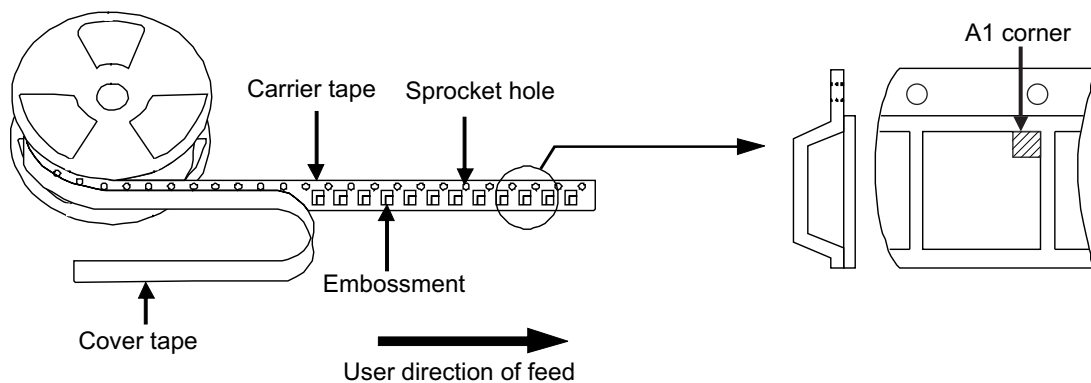 A1 corner
Carrier tape
Sprocket hole
Embossment
Cover tape
User direction of feed